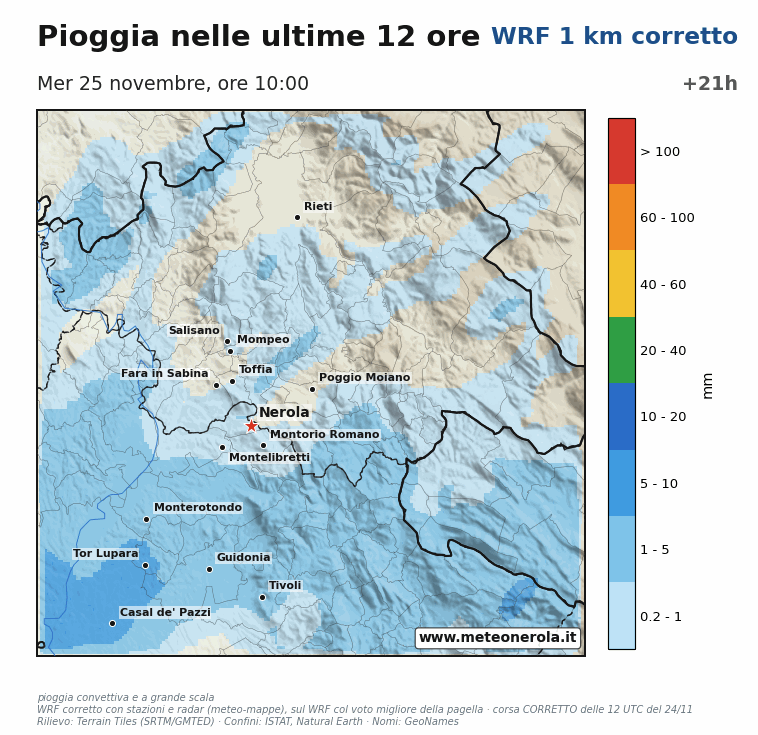 Pioggia nelle ultime 12 ore WRF 1 km corretto
Mer 25 novembre, ore 10:00 +21h
Rieti
Salisano
Mompeo
Fara in Sabina
Toffia
Poggio Moiano
Nerola
Montorio Romano
Montelibretti
Monterotondo
Tor Lupara
Guidonia
Tivoli
Casal de' Pazzi
www.meteonerola.it
> 100
60 - 100
40 - 60
20 - 40
10 - 20
5 - 10
1 - 5
0.2 - 1
mm
pioggia convettiva e a grande scala
WRF corretto con stazioni e radar (meteo-mappe), sul WRF col voto migliore della pagella · corsa CORRETTO delle 12 UTC del 24/11
Rilievo: Terrain Tiles (SRTM/GMTED) · Confini: ISTAT, Natural Earth · Nomi: GeoNames